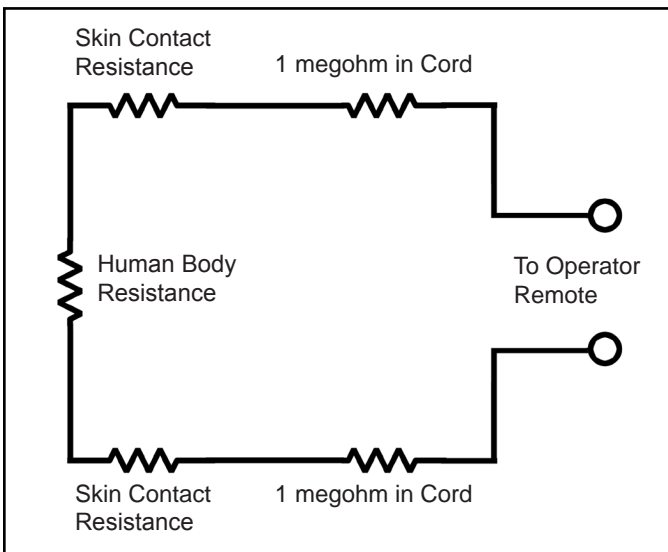 Skin Contact
Resistance
1 megohm in Cord
Human Body
Resistance
To Operator
Remote
Skin Contact
Resistance
1 megohm in Cord